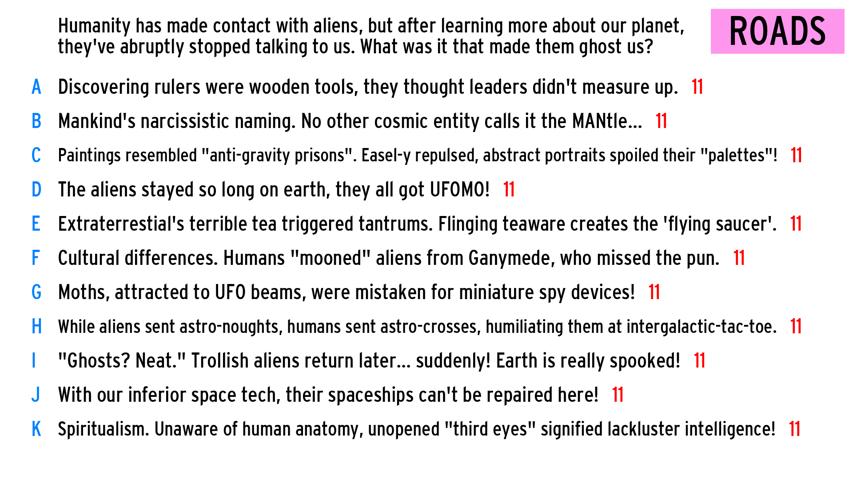 Humanity has made contact with aliens, but after learning more about our planet,
they've abruptly stopped talking to us. What was it that made them ghost us?
ROADS
A Discovering rulers were wooden tools, they thought leaders didn't measure up. 11
B Mankind's narcissistic naming. No other cosmic entity calls it the MANtle... 11
C Paintings resembled "anti-gravity prisons". Easel-y repulsed, abstract portraits spoiled their "palettes"! 11
D The aliens stayed so long on earth, they all got UFOMO! 11
E Extraterrestial's terrible tea triggered tantrums. Flinging teaware creates the 'flying saucer'. 11
F Cultural differences. Humans "mooned" aliens from Ganymede, who missed the pun. 11
G Moths, attracted to UFO beams, were mistaken for miniature spy devices! 11
H While aliens sent astro-noughts, humans sent astro-crosses, humiliating them at intergalactic-tac-toe. 11
I "Ghosts? Neat." Trollish aliens return later... suddenly! Earth is really spooked! 11
J With our inferior space tech, their spaceships can't be repaired here! 11
K Spiritualism. Unaware of human anatomy, unopened "third eyes" signified lackluster intelligence! 11